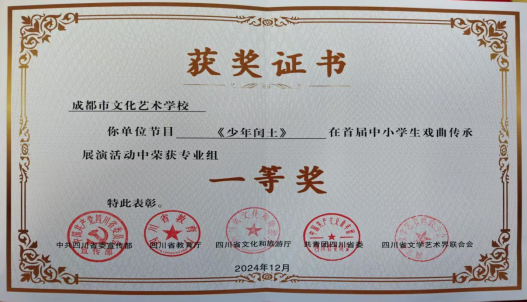 获奖证书
成都市文化艺术学校
你单位节目《少年闰土》在首届中小学生戏曲传承
展演活动中荣获专业组
一等奖
特此表彰。
中共四川省委宣传部 四川省教育厅 四川省文化和旅游厅 共青团四川省委 四川省文学艺术界联合会
2024年12月